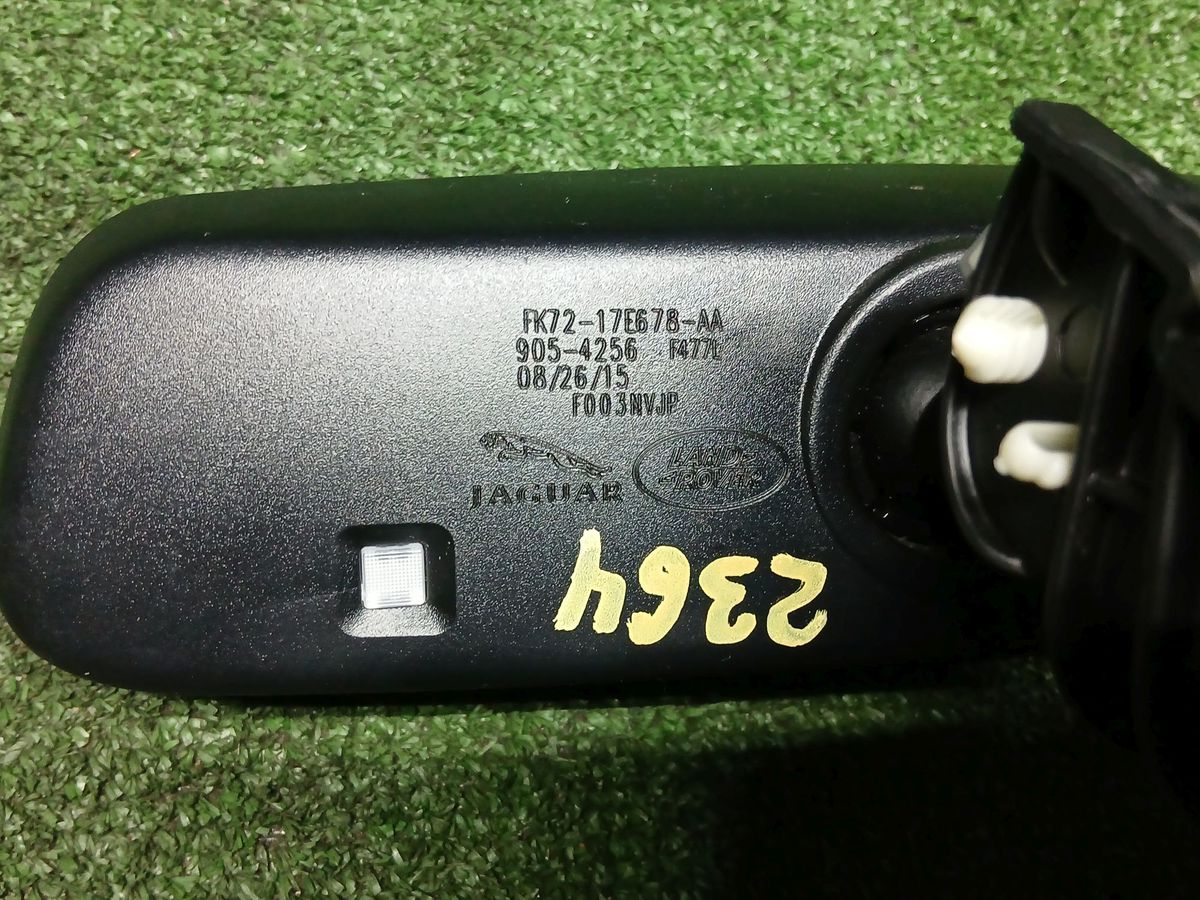 FK72-17E678-AA
905-4256 F477L
08/26/15
F003NVJP
JAGUAR
LAND-
-ROVER
2364